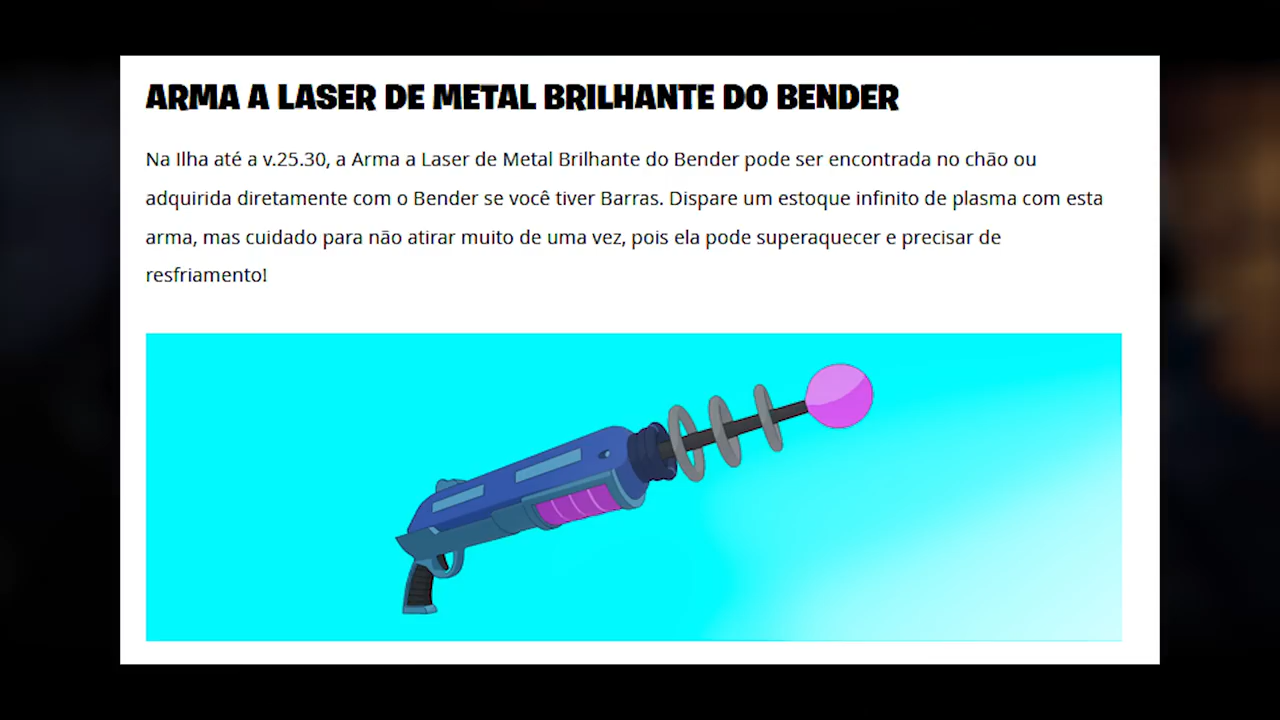 ARMA A LASER DE METAL BRILHANTE DO BENDER
Na Ilha até a v.25.30, a Arma a Laser de Metal Brilhante do Bender pode ser encontrada no chão ou
adquirida diretamente com o Bender se você tiver Barras. Dispare um estoque infinito de plasma com esta
arma, mas cuidado para não atirar muito de uma vez, pois ela pode superaquecer e precisar de
resfriamento!